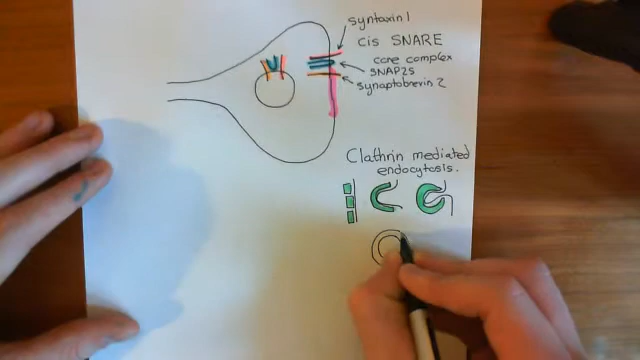 syntaxin 1
cis SNARE
core complex
SNAP25
synaptobrevin 2
Clathrin mediated
endocytosis.